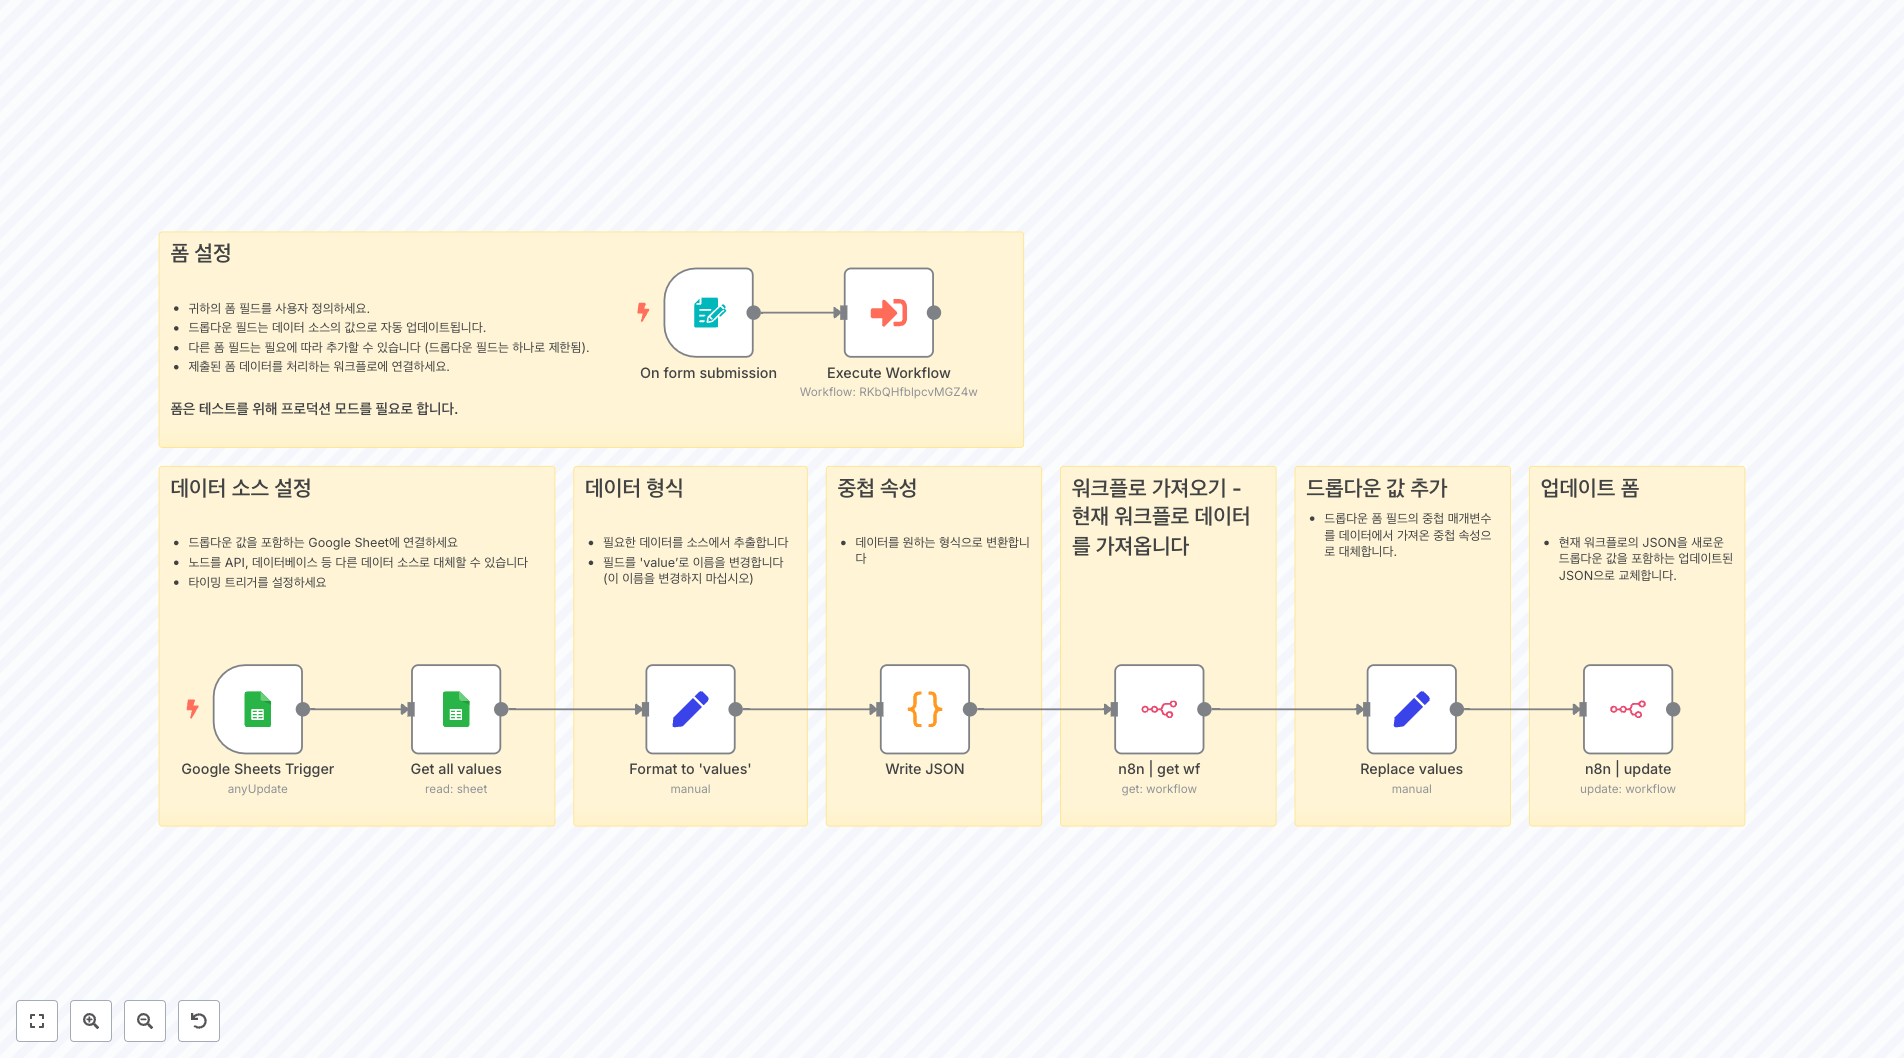 폼 설정
귀하의 폼 필드를 사용자 정의하세요.
드롭다운 필드는 데이터 소스의 값으로 자동 업데이트됩니다.
다른 폼 필드는 필요에 따라 추가할 수 있습니다 (드롭다운 필드는 하나로 제한됨).
제출된 폼 데이터를 처리하는 워크플로에 연결하세요.
폼은 테스트를 위해 프로덕션 모드를 필요로 합니다.
On form submission
Execute Workflow
Workflow: RKbQHfblpcvMGZ4w
데이터 소스 설정
드롭다운 값을 포함하는 Google Sheet에 연결하세요
노드를 API, 데이터베이스 등 다른 데이터 소스로 대체할 수 있습니다
타이밍 트리거를 설정하세요
Google Sheets Trigger
anyUpdate
Get all values
read: sheet
데이터 형식
필요한 데이터를 소스에서 추출합니다
필드를 'value'로 이름을 변경합니다
(이 이름을 변경하지 마십시오)
Format to 'values'
manual
중첩 속성
데이터를 원하는 형식으로 변환합니
다
Write JSON
워크플로 가져오기 -
현재 워크플로 데이터
를 가져옵니다
n8n | get wf
get: workflow
드롭다운 값 추가
드롭다운 폼 필드의 중첩 매개변수
를 데이터에서 가져온 중첩 속성으
로 대체합니다.
Replace values
manual
업데이트 폼
현재 워크플로의 JSON을 새로운
드롭다운 값을 포함하는 업데이트된
JSON으로 교체합니다.
n8n | update
update: workflow